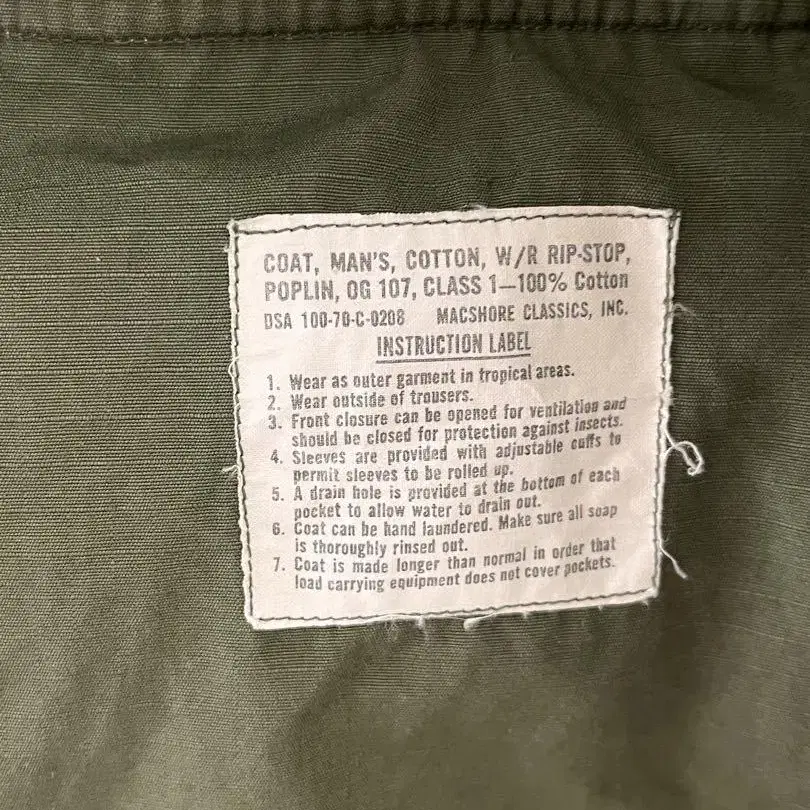 COAT, MAN'S, COTTON, W/R RIP-STOP,
POPLIN, OG 107, CLASS 1—100% Cotton
DSA 100-70-C-0208 MACSHORE CLASSICS, INC.
INSTRUCTION LABEL
1. Wear as outer garment in tropical areas.
2. Wear outside of trousers.
3. Front closure can be opened for ventilation and
should be closed for protection against insects.
4. Sleeves are provided with adjustable cuffs to
permit sleeves to be rolled up.
5. A drain hole is provided at the bottom of each
pocket to allow water to drain out.
6. Coat can be hand laundered. Make sure all soap
is thoroughly rinsed out.
7. Coat is made longer than normal in order that
load carrying equipment does not cover pockets.